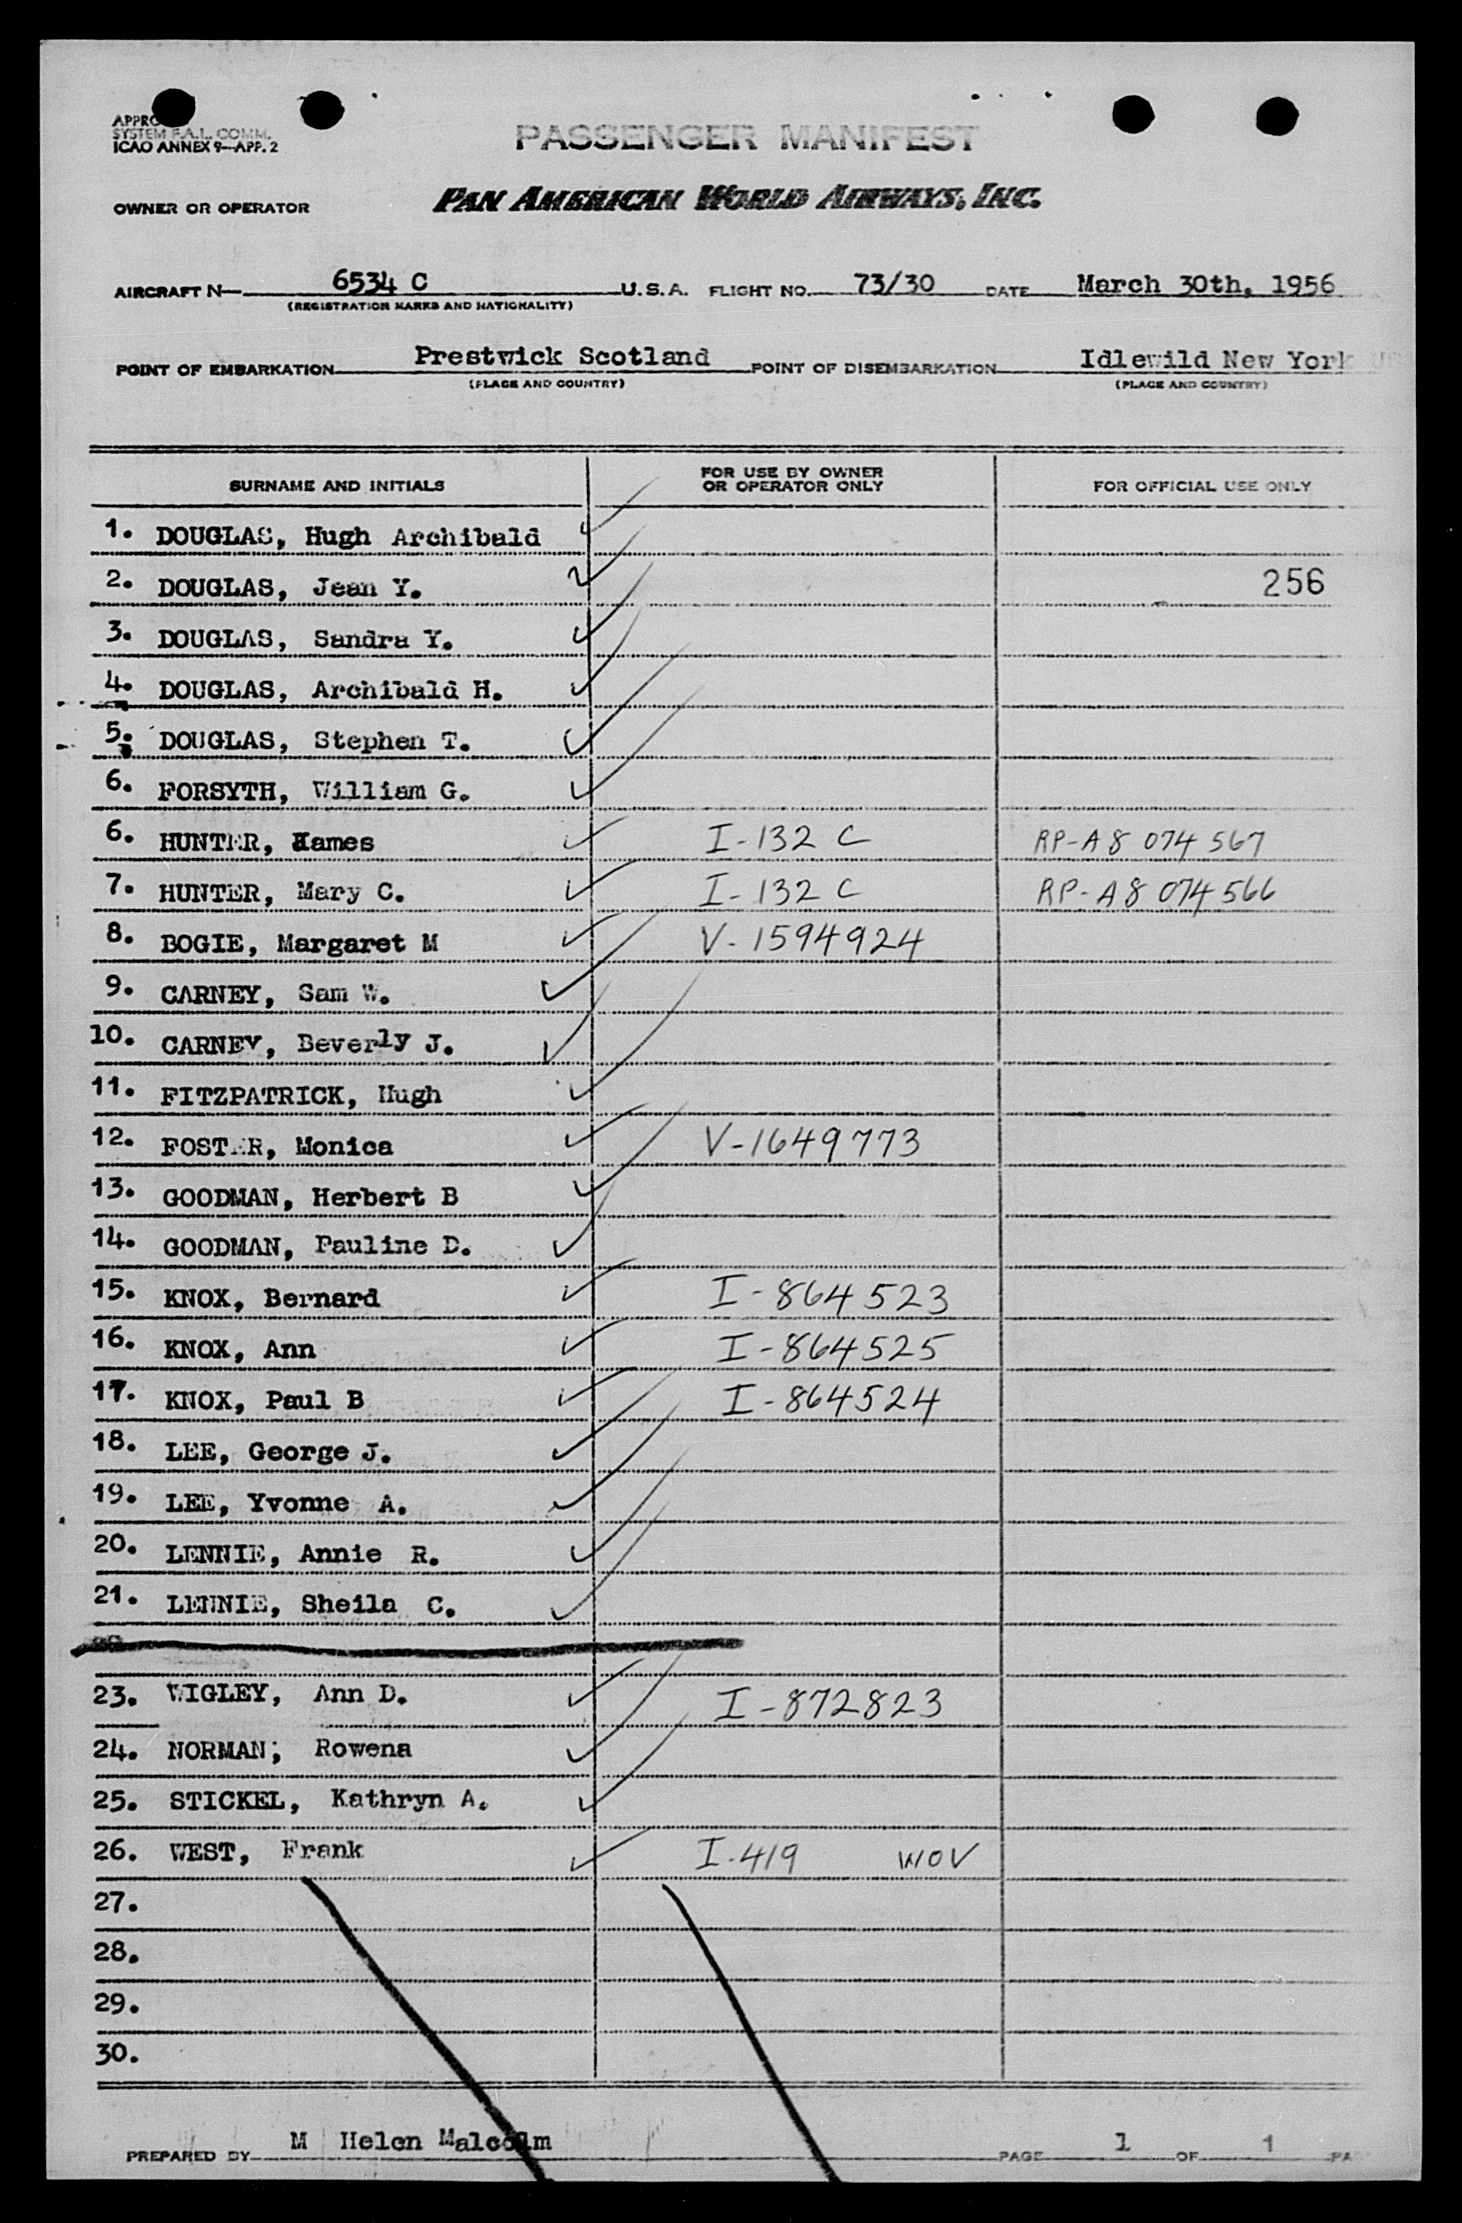 SYSTEM F.A.L. COMM.
ICAO ANNEX 9—APP. 2
PASSENGER MANIFEST
OWNER OR OPERATOR PAN AMERICAN WORLD AIRWAYS, INC.
AIRCRAFT N— 6534 C U.S.A. FLIGHT NO. 73/30 DATE March 30th, 1956
(REGISTRATION MARKS AND NATIONALITY)
POINT OF EMBARKATION Prestwick Scotland POINT OF DISEMBARKATION Idlewild New York
(PLACE AND COUNTRY) (PLACE AND COUNTRY)
SURNAME AND INITIALS FOR USE BY OWNER OR OPERATOR ONLY FOR OFFICIAL USE ONLY
1. DOUGLAS, Hugh Archibald
2. DOUGLAS, Jean Y. 256
3. DOUGLAS, Sandra Y.
4. DOUGLAS, Archibald H.
5. DOUGLAS, Stephen T.
6. FORSYTH, William G.
6. HUNTER, James I-132 C RP-A8 074 567
7. HUNTER, Mary C. I-132 C RP-A8 074 566
8. BOGIE, Margaret M V-1594924
9. CARNEY, Sam W.
10. CARNEY, Beverly J.
11. FITZPATRICK, Hugh
12. FOSTER, Monica V-1649773
13. GOODMAN, Herbert B
14. GOODMAN, Pauline D.
15. KNOX, Bernard I-864523
16. KNOX, Ann I-864525
17. KNOX, Paul B I-864524
18. LEE, George J.
19. LEE, Yvonne A.
20. LENNIE, Annie R.
21. LENNIE, Sheila C.
23. WIGLEY, Ann D. I-872823
24. NORMAN, Rowena
25. STICKEL, Kathryn A.
26. WEST, Frank I-419 WOV
27.
28.
29.
30.
PREPARED BY M Helen Malcolm PAGE 1 OF 1